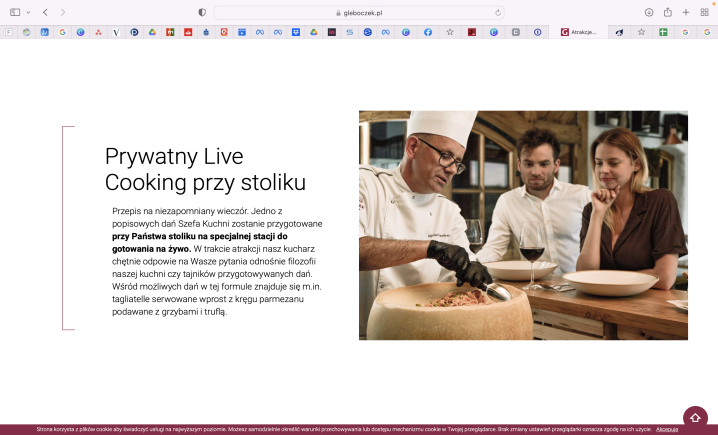 gleboczek.pl
Atrakcje...
Prywatny Live
Cooking przy stoliku
Przepis na niezapomniany wieczór. Jedno z
popisowych dań Szefa Kuchni zostanie przygotowane
przy Państwa stoliku na specjalnej stacji do
gotowania na żywo. W trakcie atrakcji nasz kucharz
chętnie odpowie na Wasze pytania odnośnie filozofii
naszej kuchni czy tajników przygotowywanych dań.
Wśród możliwych dań w tej formule znajduje się m.in.
tagliatelle serwowane wprost z kręgu parmezanu
podawane z grzybami i truflą.
Strona korzysta z plików cookie aby świadczyć usługi na najwyższym poziomie. Możesz samodzielnie określić warunki przechowywania lub dostępu mechanizmu cookie w Twojej przeglądarce. Brak zmiany ustawień przeglądarki oznacza zgodę na ich użycie. Akceptuję